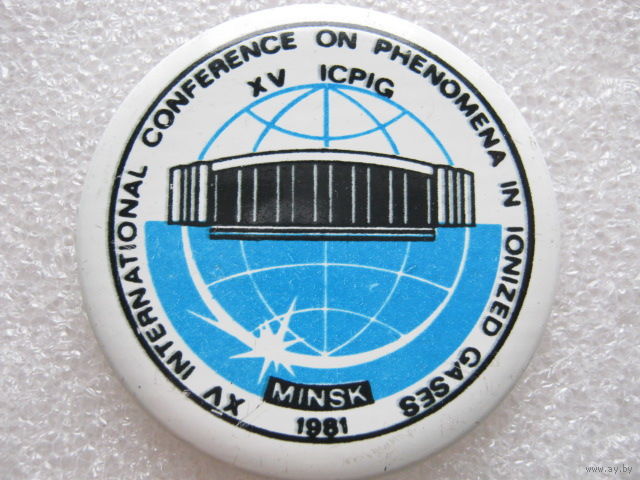 XV INTERNATIONAL CONFERENCE ON PHENOMENA IN IONIZED GASES
XV ICPIG
MINSK
1981
www.ay.by